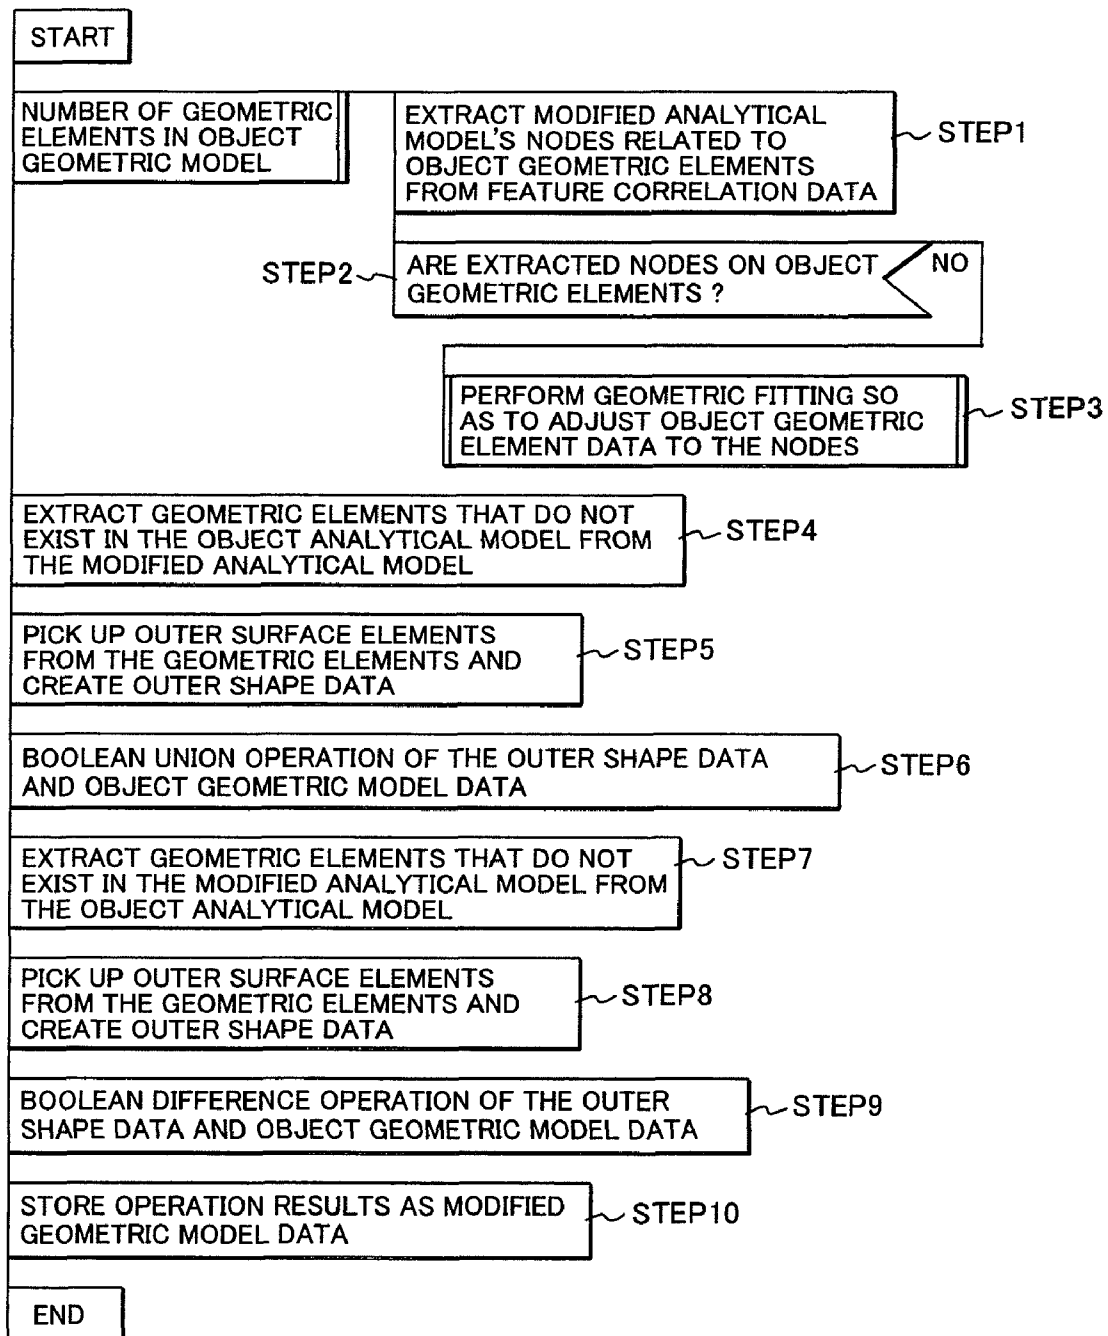 START
NUMBER OF GEOMETRIC
ELEMENTS IN OBJECT
GEOMETRIC MODEL
EXTRACT MODIFIED ANALYTICAL
MODEL'S NODES RELATED TO
OBJECT GEOMETRIC ELEMENTS
FROM FEATURE CORRELATION DATA
STEP1
STEP2
ARE EXTRACTED NODES ON OBJECT
GEOMETRIC ELEMENTS ?
NO
PERFORM GEOMETRIC FITTING SO
AS TO ADJUST OBJECT GEOMETRIC
ELEMENT DATA TO THE NODES
STEP3
EXTRACT GEOMETRIC ELEMENTS THAT DO NOT
EXIST IN THE OBJECT ANALYTICAL MODEL FROM
THE MODIFIED ANALYTICAL MODEL
STEP4
PICK UP OUTER SURFACE ELEMENTS
FROM THE GEOMETRIC ELEMENTS AND
CREATE OUTER SHAPE DATA
STEP5
BOOLEAN UNION OPERATION OF THE OUTER SHAPE DATA
AND OBJECT GEOMETRIC MODEL DATA
STEP6
EXTRACT GEOMETRIC ELEMENTS THAT DO NOT
EXIST IN THE MODIFIED ANALYTICAL MODEL FROM
THE OBJECT ANALYTICAL MODEL
STEP7
PICK UP OUTER SURFACE ELEMENTS
FROM THE GEOMETRIC ELEMENTS AND
CREATE OUTER SHAPE DATA
STEP8
BOOLEAN DIFFERENCE OPERATION OF THE OUTER
SHAPE DATA AND OBJECT GEOMETRIC MODEL DATA
STEP9
STORE OPERATION RESULTS AS MODIFIED
GEOMETRIC MODEL DATA
STEP10
END